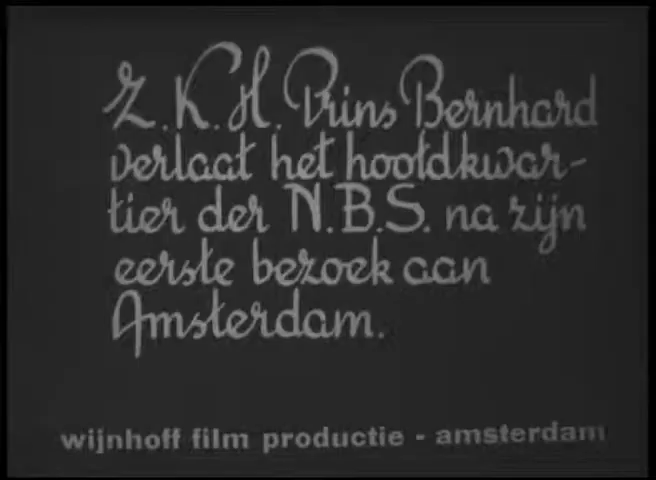 Z.K.H. Prins Bernhard
verlaat het hoofdkwar-
tier der N.B.S. na zijn
eerste bezoek aan
Amsterdam.
wijnhoff film productie - amsterdam